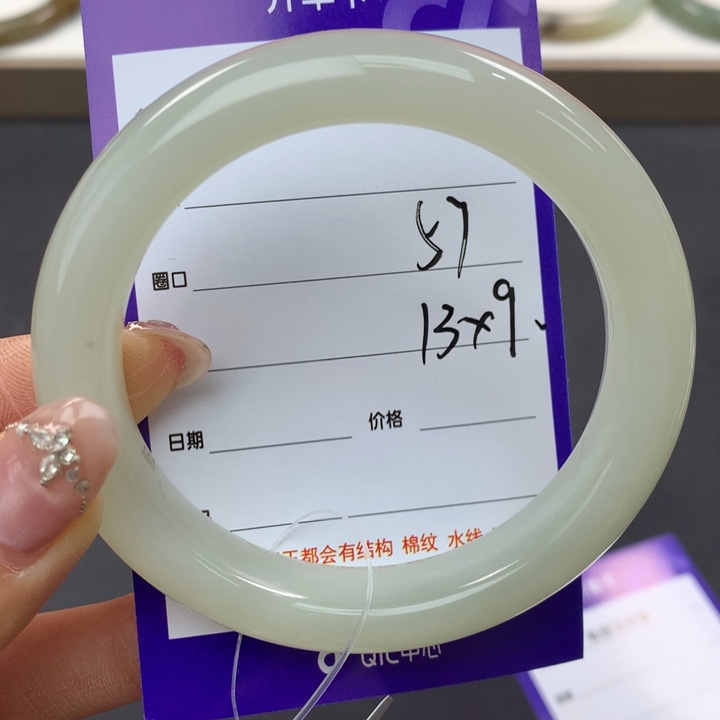 57
圈口
13x9
日期 价格
都会有结构 棉纹 水线
QIC中心